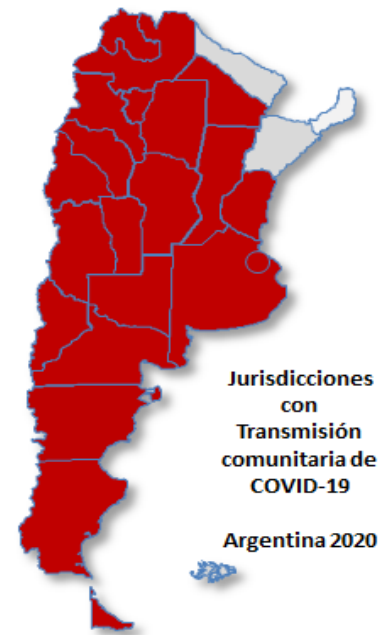 Jurisdicciones
con
Transmisión
comunitaria de
COVID-19
Argentina 2020